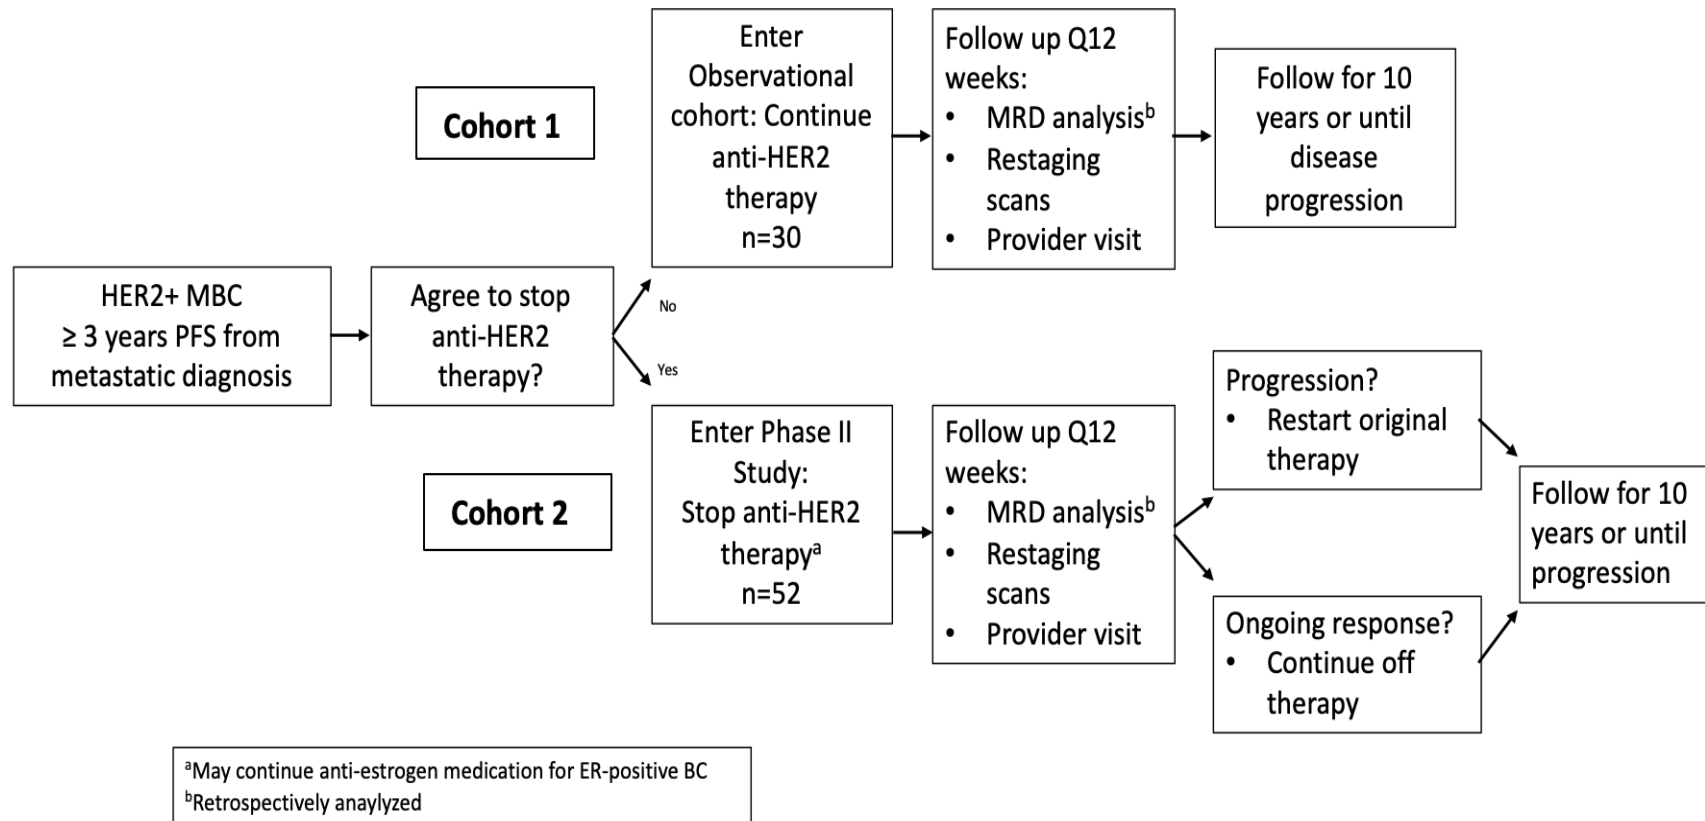 HER2+ MBC
≥ 3 years PFS from
metastatic diagnosis
Agree to stop
anti-HER2
therapy?
No
Yes
Cohort 1
Enter
Observational
cohort: Continue
anti-HER2
therapy
n=30
Follow up Q12
weeks:
• MRD analysisᵇ
• Restaging
scans
• Provider visit
Follow for 10
years or until
disease
progression
Cohort 2
Enter Phase II
Study:
Stop anti-HER2
therapyᵃ
n=52
Follow up Q12
weeks:
• MRD analysisᵇ
• Restaging
scans
• Provider visit
Progression?
• Restart original
therapy
Ongoing response?
• Continue off
therapy
Follow for 10
years or until
progression
ᵃMay continue anti-estrogen medication for ER-positive BC
ᵇRetrospectively anaylyzed